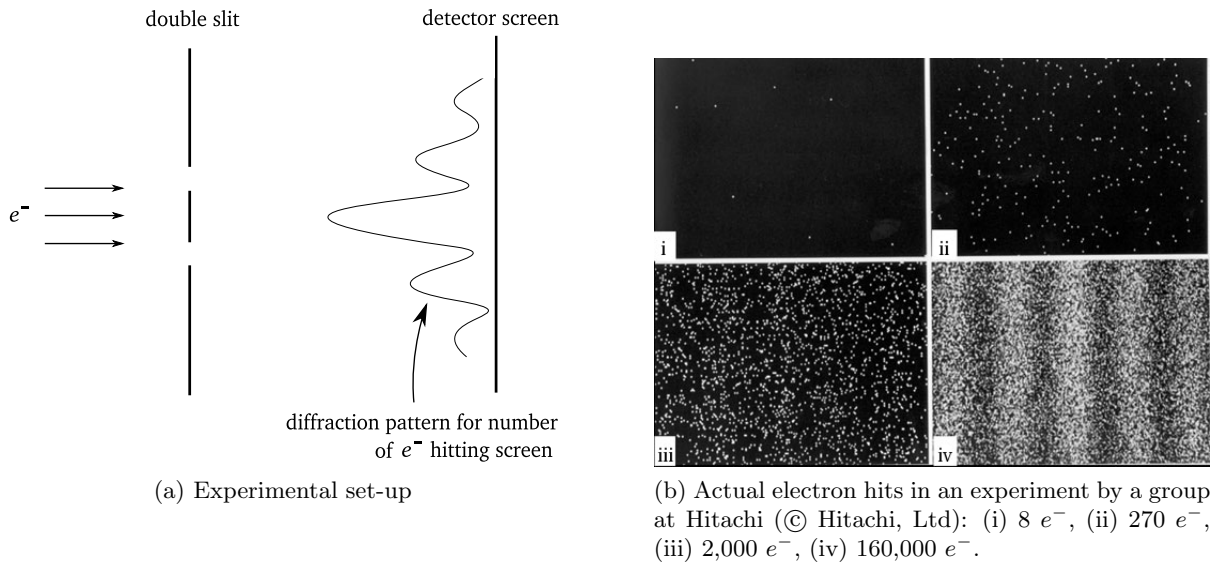 double slit
detector screen
e⁻
diffraction pattern for number
of e⁻ hitting screen
(a) Experimental set-up
i
ii
iii
iv
(b) Actual electron hits in an experiment by a group
at Hitachi (© Hitachi, Ltd): (i) 8 e⁻, (ii) 270 e⁻,
(iii) 2,000 e⁻, (iv) 160,000 e⁻.